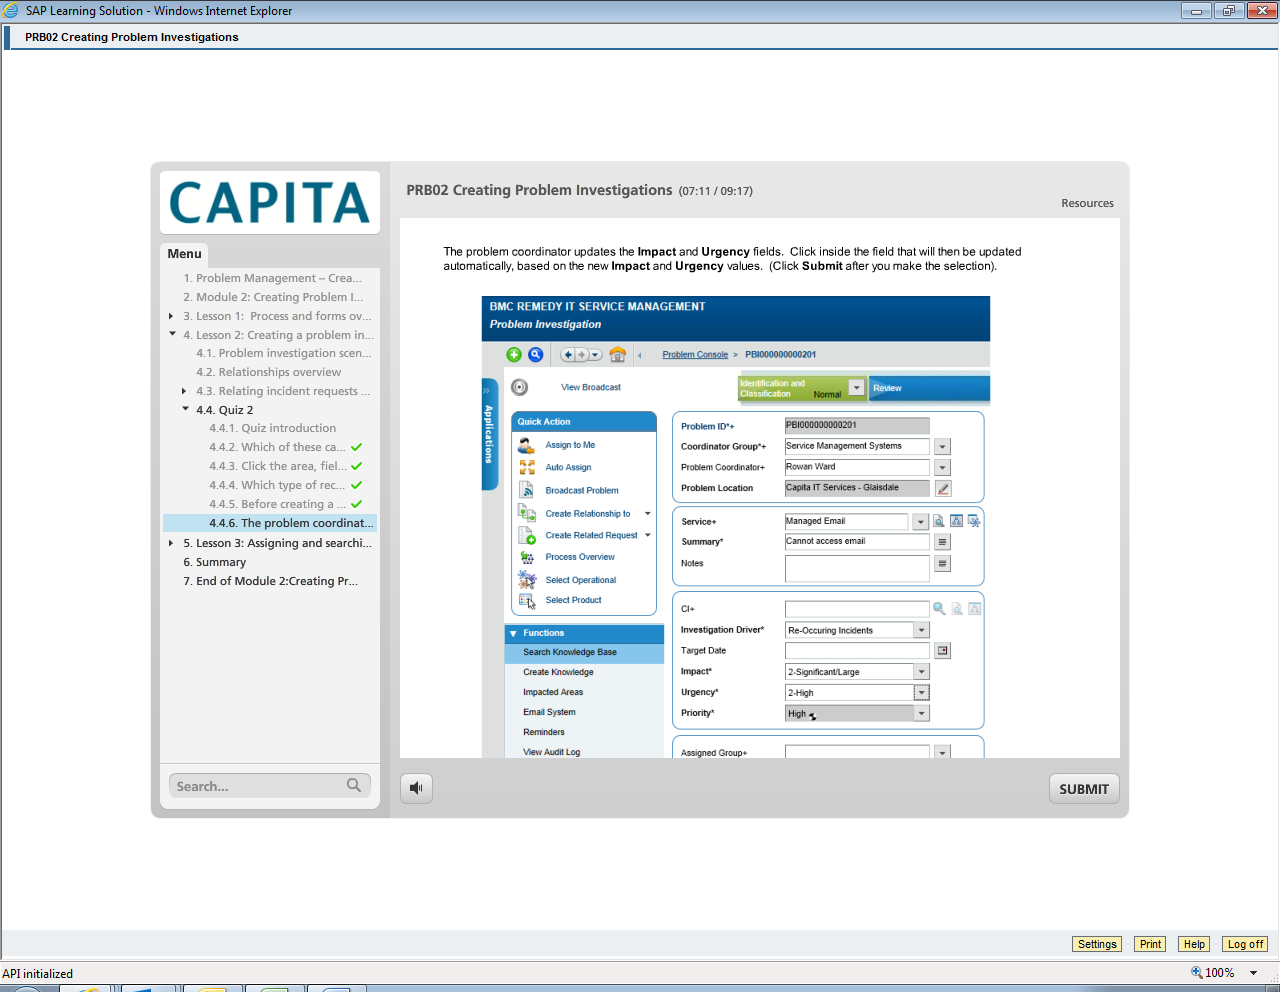 SAP Learning Solution - Windows Internet Explorer
PRB02 Creating Problem Investigations
CAPITA
PRB02 Creating Problem Investigations (07:11 / 09:17)
Resources
Menu
1. Problem Management – Crea...
2. Module 2: Creating Problem I...
3. Lesson 1: Process and forms ov...
4. Lesson 2: Creating a problem in...
4.1. Problem investigation scen...
4.2. Relationships overview
4.3. Relating incident requests ...
4.4. Quiz 2
4.4.1. Quiz introduction
4.4.2. Which of these ca...
4.4.3. Click the area, fiel...
4.4.4. Which type of rec...
4.4.5. Before creating a ...
4.4.6. The problem coordinat...
5. Lesson 3: Assigning and searchi...
6. Summary
7. End of Module 2:Creating Pr...
Search...
The problem coordinator updates the Impact and Urgency fields. Click inside the field that will then be updated
automatically, based on the new Impact and Urgency values. (Click Submit after you make the selection).
BMC REMEDY IT SERVICE MANAGEMENT
Problem Investigation
Problem Console > PBI000000000201
View Broadcast
Identification and
Classification Normal
Review
Applications
Quick Action
Assign to Me
Auto Assign
Broadcast Problem
Create Relationship to
Create Related Request
Process Overview
Select Operational
Select Product
Functions
Search Knowledge Base
Create Knowledge
Impacted Areas
Email System
Reminders
View Audit Log
Problem ID*+ PBI000000000201
Coordinator Group*+ Service Management Systems
Problem Coordinator+ Rowan Ward
Problem Location Capita IT Services - Glaisdale
Service+ Managed Email
Summary* Cannot access email
Notes
CI+
Investigation Driver* Re-Occuring Incidents
Target Date
Impact* 2-Significant/Large
Urgency* 2-High
Priority* High
Assigned Group+
SUBMIT
Settings Print Help Log off
API initialized
100%